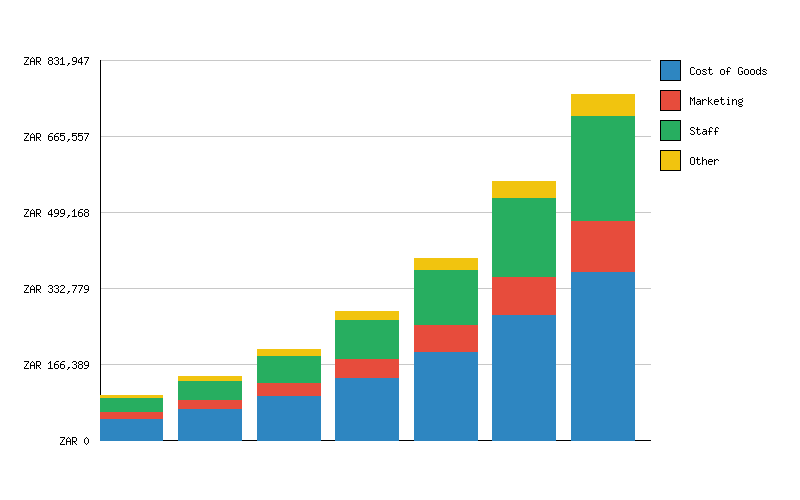 ZAR 831,947
ZAR 665,557
ZAR 499,168
ZAR 332,779
ZAR 166,389
ZAR 0
Cost of Goods
Marketing
Staff
Other